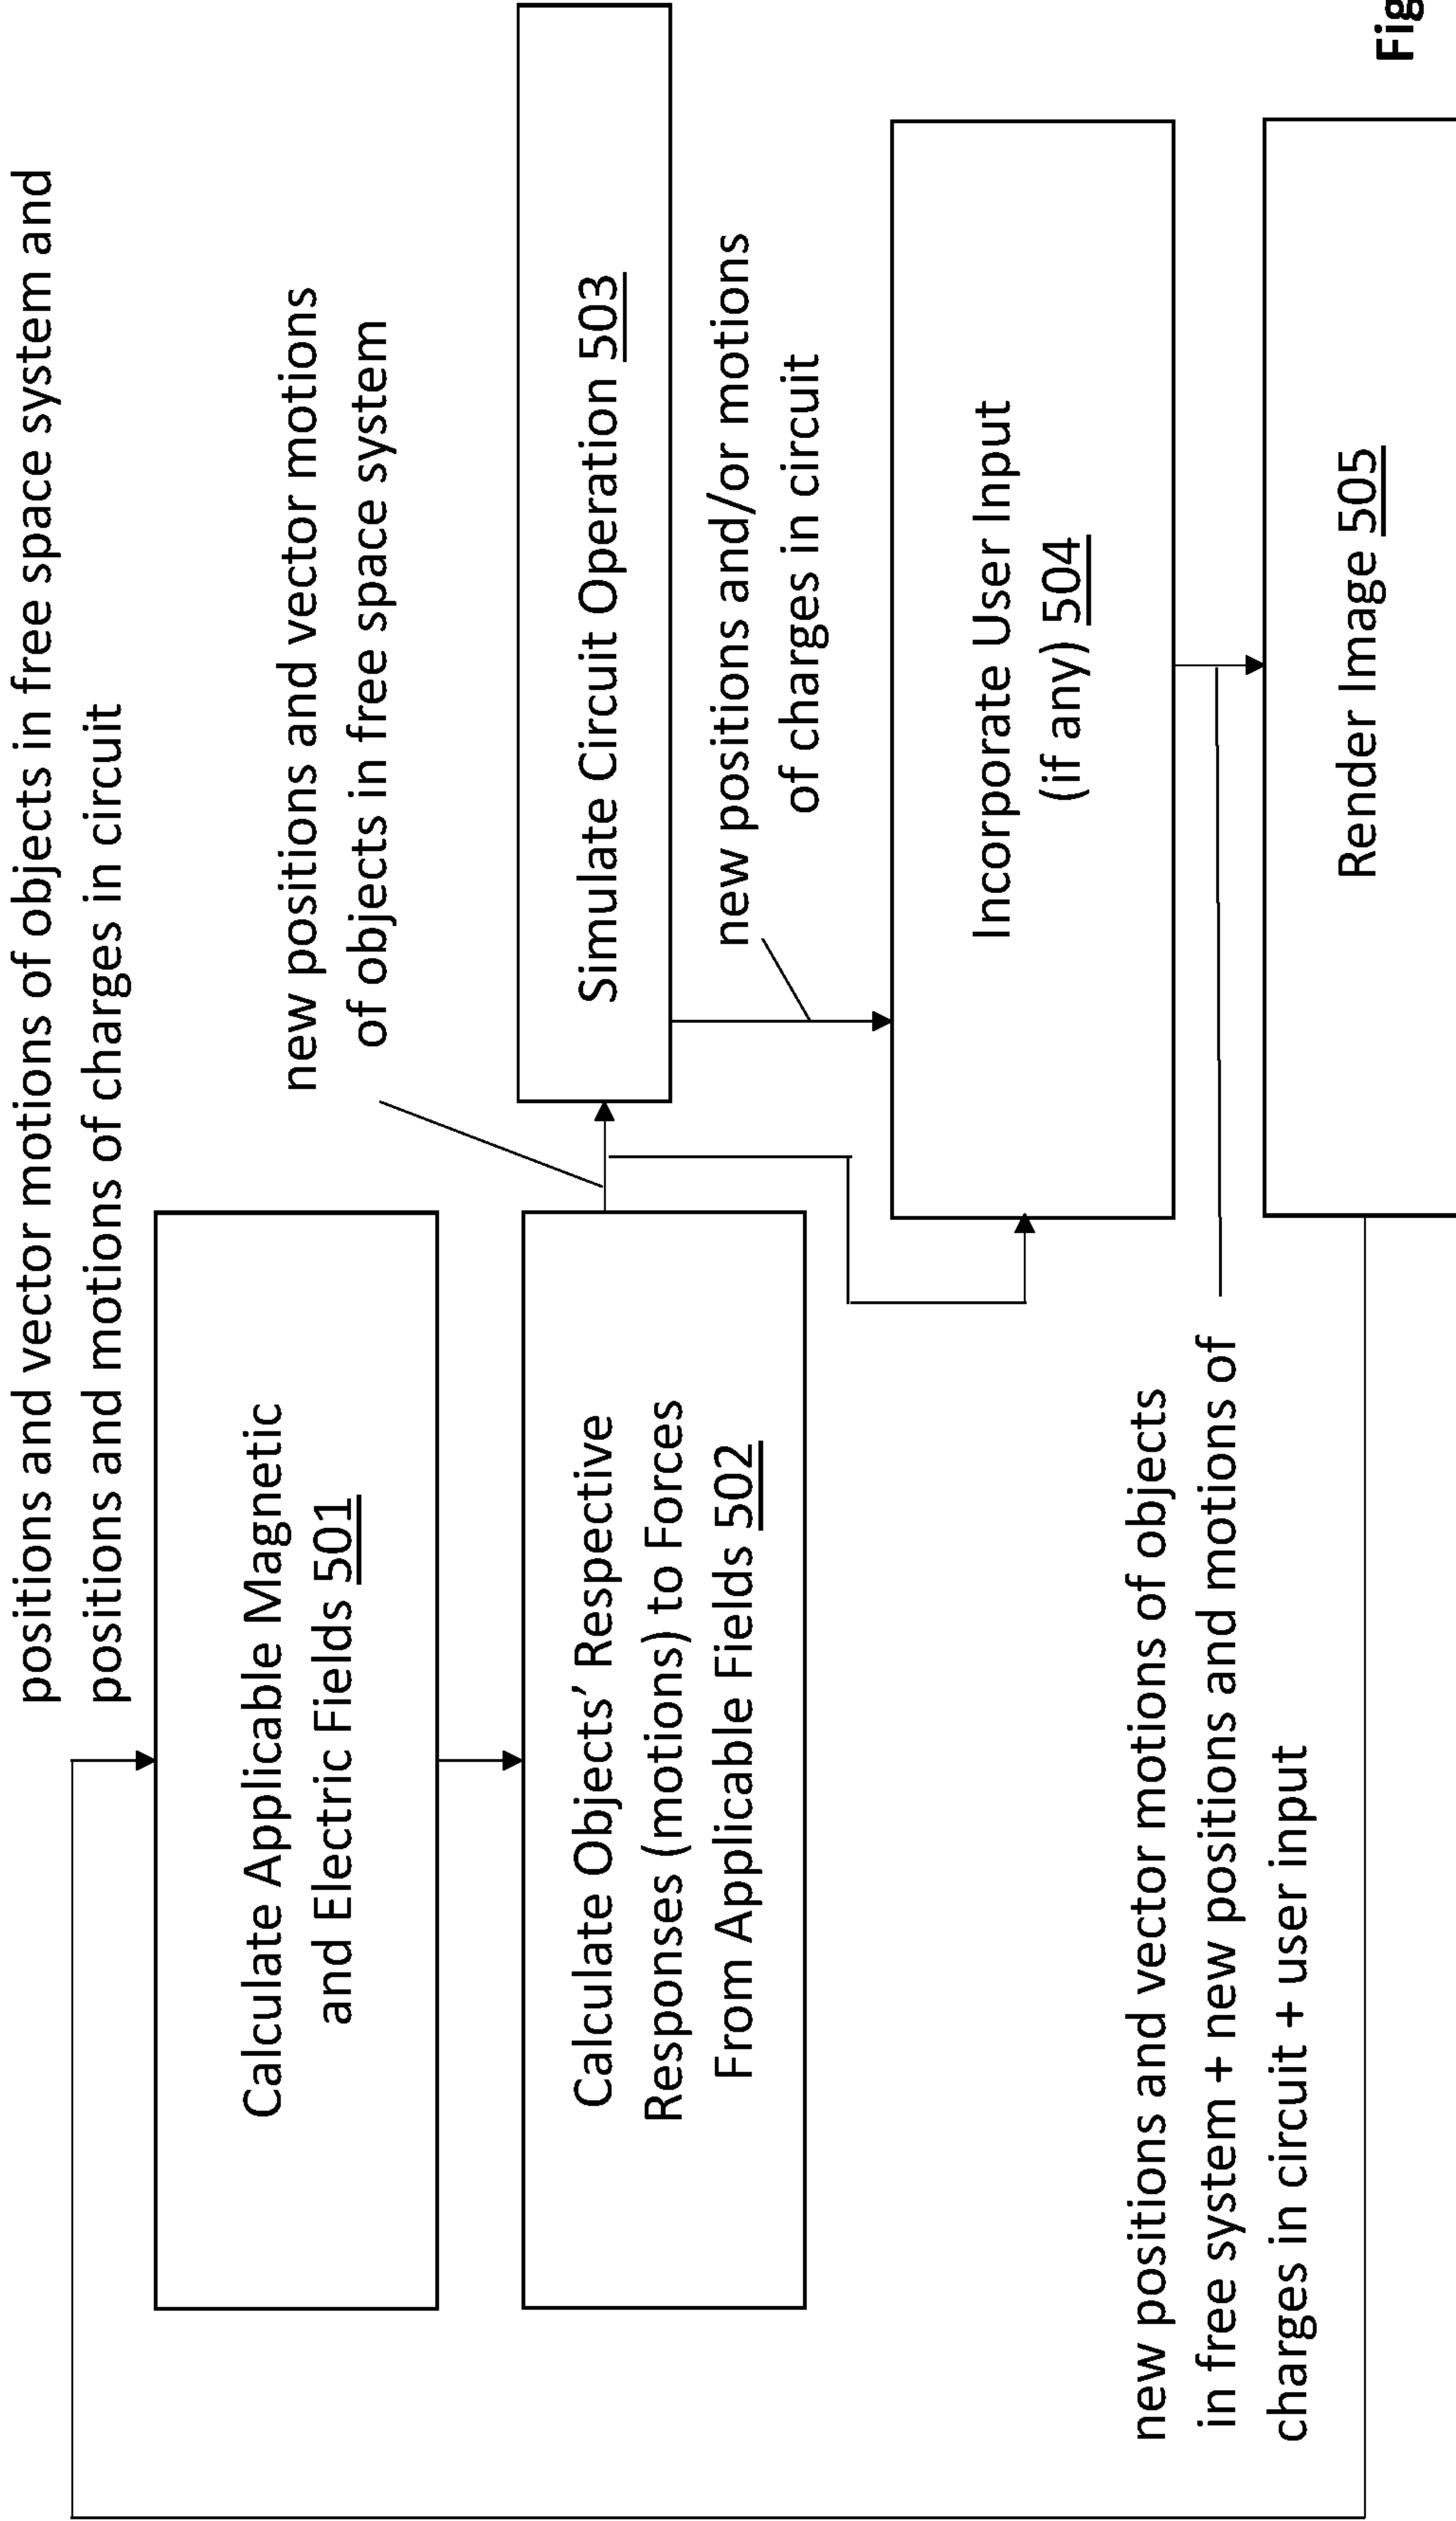 positions and vector motions of objects in free space system and
positions and motions of charges in circuit
Calculate Applicable Magnetic
and Electric Fields 501
new positions and vector motions
of objects in free space system
Calculate Objects’ Respective
Responses (motions) to Forces
From Applicable Fields 502
Simulate Circuit Operation 503
new positions and/or motions
of charges in circuit
Incorporate User Input
(if any) 504
new positions and vector motions of objects
in free system + new positions and motions of
charges in circuit + user input
Render Image 505
Fig